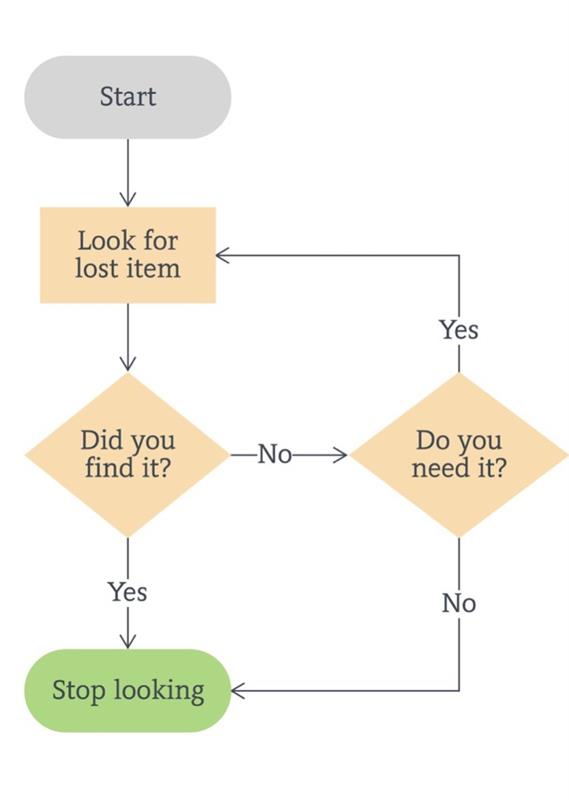 Start
Look for
lost item
Yes
Did you
find it?
No
Do you
need it?
Yes
No
Stop looking